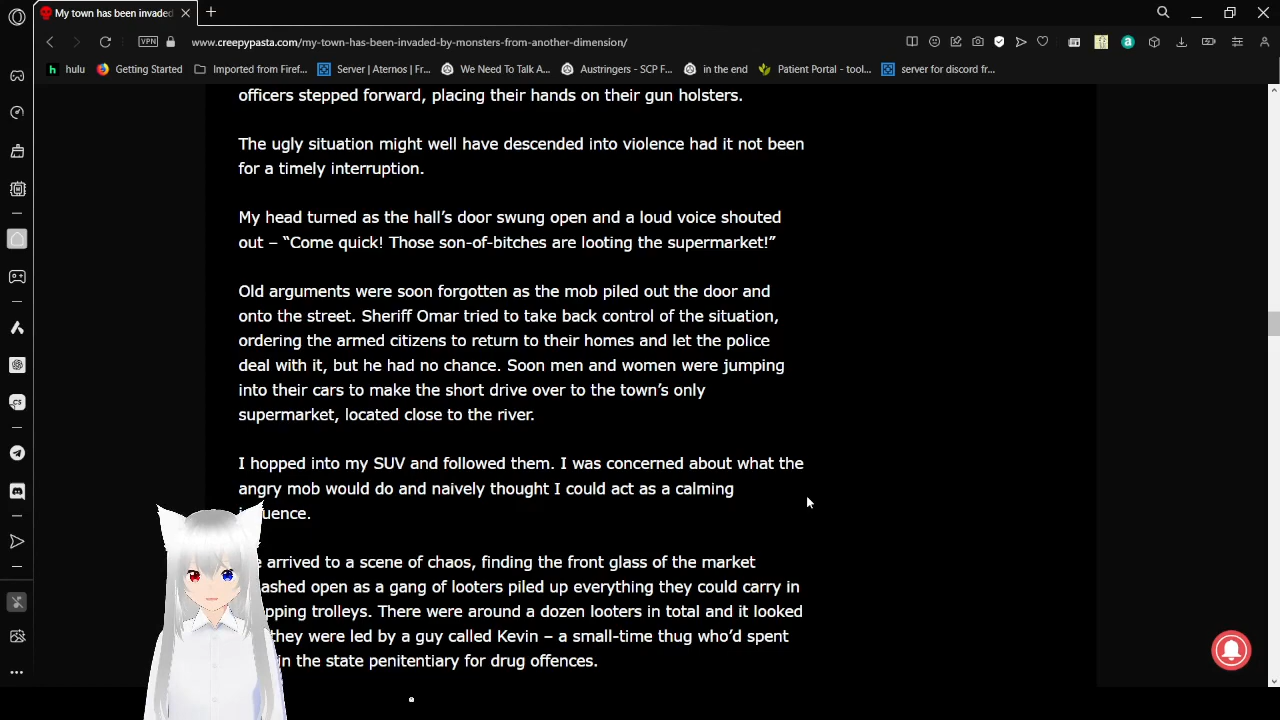 My town has been invaded
VPN
www.creepypasta.com/my-town-has-been-invaded-by-monsters-from-another-dimension/
hulu
Getting Started
Imported from Firef...
Server | Aternos | Fr...
We Need To Talk A...
Austringers - SCP F...
in the end
Patient Portal - tool...
server for discord fr...
officers stepped forward, placing their hands on their gun holsters.
The ugly situation might well have descended into violence had it not been
for a timely interruption.
My head turned as the hall’s door swung open and a loud voice shouted
out – “Come quick! Those son-of-bitches are looting the supermarket!”
Old arguments were soon forgotten as the mob piled out the door and
onto the street. Sheriff Omar tried to take back control of the situation,
ordering the armed citizens to return to their homes and let the police
deal with it, but he had no chance. Soon men and women were jumping
into their cars to make the short drive over to the town’s only
supermarket, located close to the river.
I hopped into my SUV and followed them. I was concerned about what the
angry mob would do and naively thought I could act as a calming
uence.
e arrived to a scene of chaos, finding the front glass of the market
ashed open as a gang of looters piled up everything they could carry in
pping trolleys. There were around a dozen looters in total and it looked
they were led by a guy called Kevin – a small-time thug who’d spent
in the state penitentiary for drug offences.